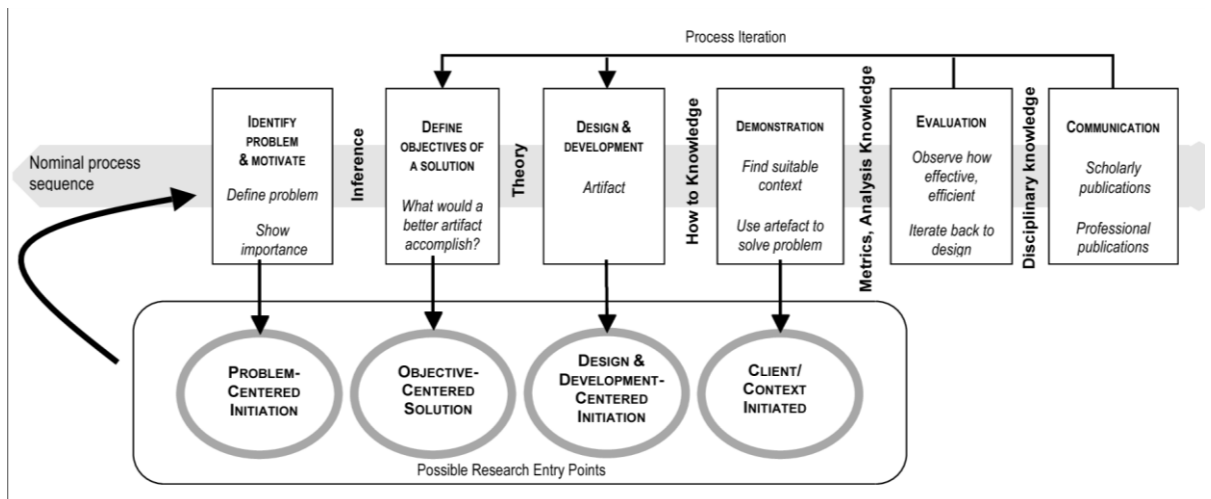 Process Iteration
Nominal process
sequence
IDENTIFY
PROBLEM
& MOTIVATE
Define problem
Show
importance
Inference
DEFINE
OBJECTIVES OF
A SOLUTION
What would a
better artifact
accomplish?
Theory
DESIGN &
DEVELOPMENT
Artifact
How to Knowledge
DEMONSTRATION
Find suitable
context
Use artefact to
solve problem
Metrics, Analysis Knowledge
EVALUATION
Observe how
effective,
efficient
Iterate back to
design
Disciplinary knowledge
COMMUNICATION
Scholarly
publications
Professional
publications
PROBLEM-
CENTERED
INITIATION
OBJECTIVE-
CENTERED
SOLUTION
DESIGN &
DEVELOPMENT-
CENTERED
INITIATION
CLIENT/
CONTEXT
INITIATED
Possible Research Entry Points